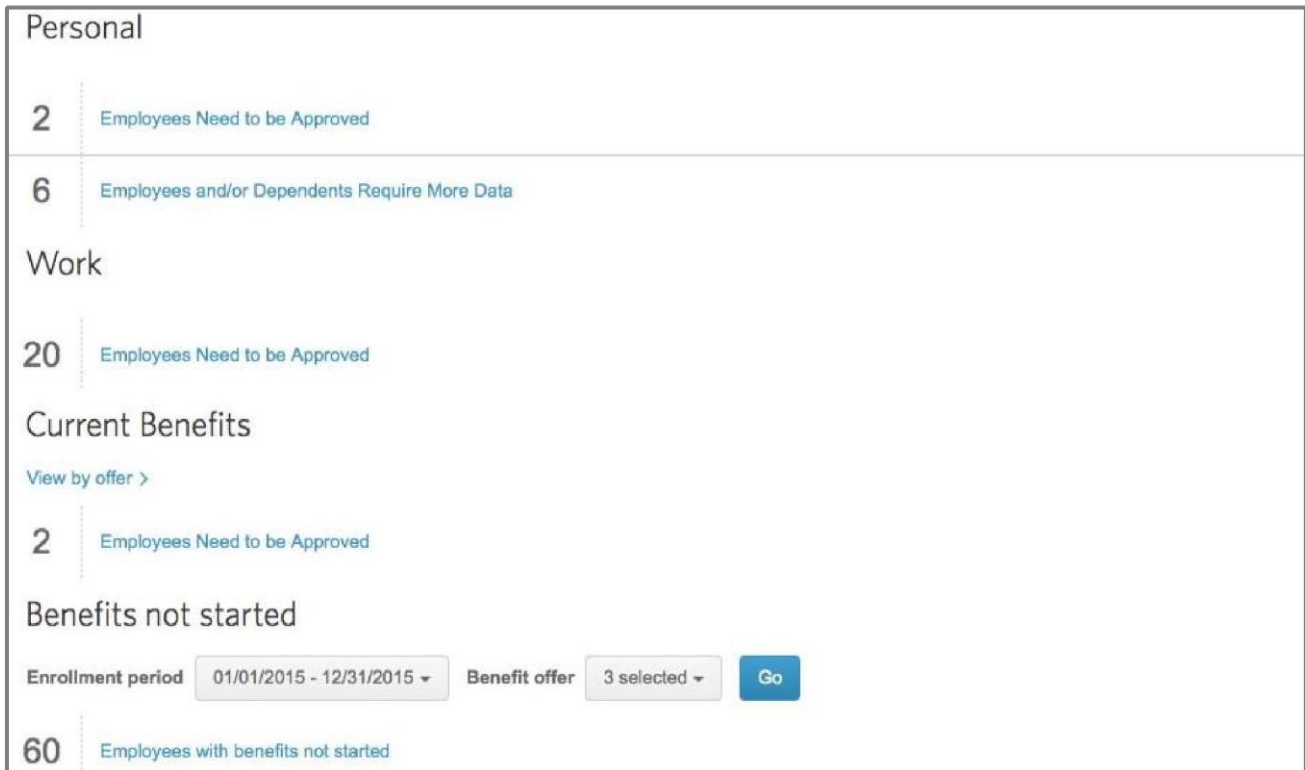 Personal
2 Employees Need to be Approved
6 Employees and/or Dependents Require More Data
Work
20 Employees Need to be Approved
Current Benefits
View by offer >
2 Employees Need to be Approved
Benefits not started
Enrollment period 01/01/2015 - 12/31/2015 Benefit offer 3 selected Go
60 Employees with benefits not started